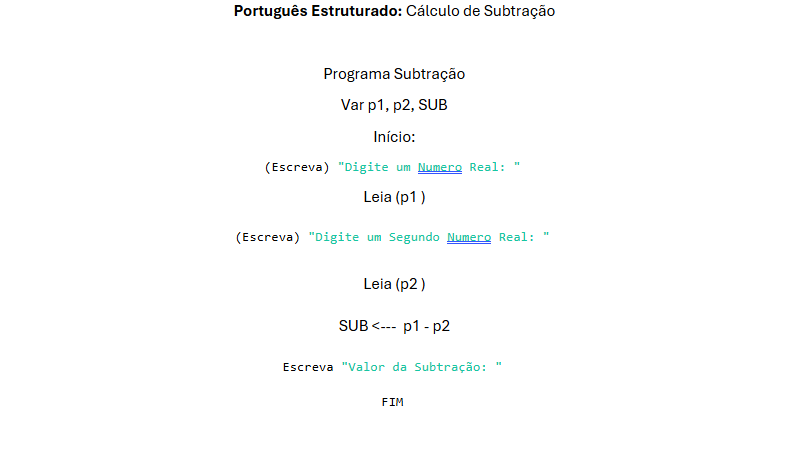 Português Estruturado: Cálculo de Subtração
Programa Subtração
Var p1, p2, SUB
Início:
(Escreva) "Digite um Numero Real: "
Leia (p1 )
(Escreva) "Digite um Segundo Numero Real: "
Leia (p2 )
SUB <--- p1 - p2
Escreva "Valor da Subtração: "
FIM